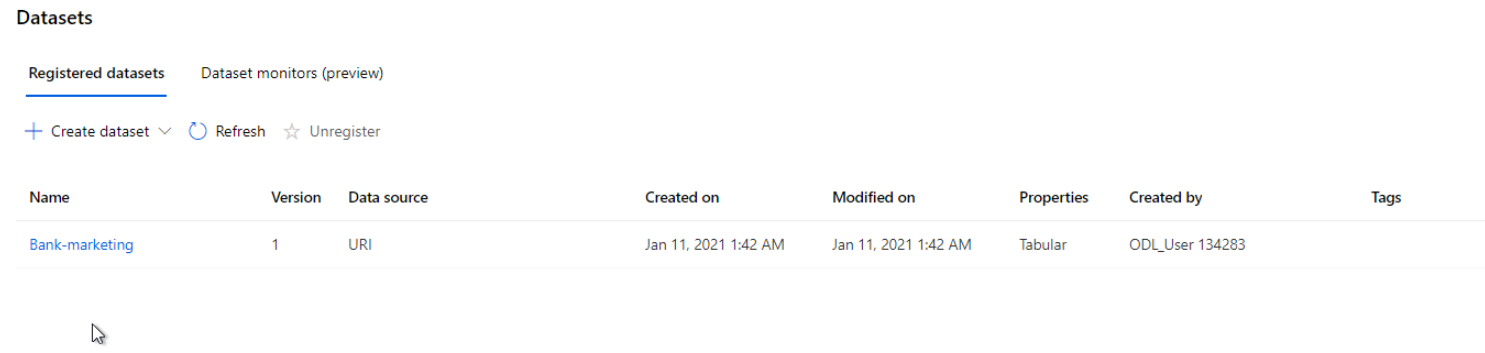 Datasets
Registered datasets Dataset monitors (preview)
Create dataset Refresh Unregister
Name Version Data source Created on Modified on Properties Created by Tags
Bank-marketing 1 URI Jan 11, 2021 1:42 AM Jan 11, 2021 1:42 AM Tabular ODL_User 134283